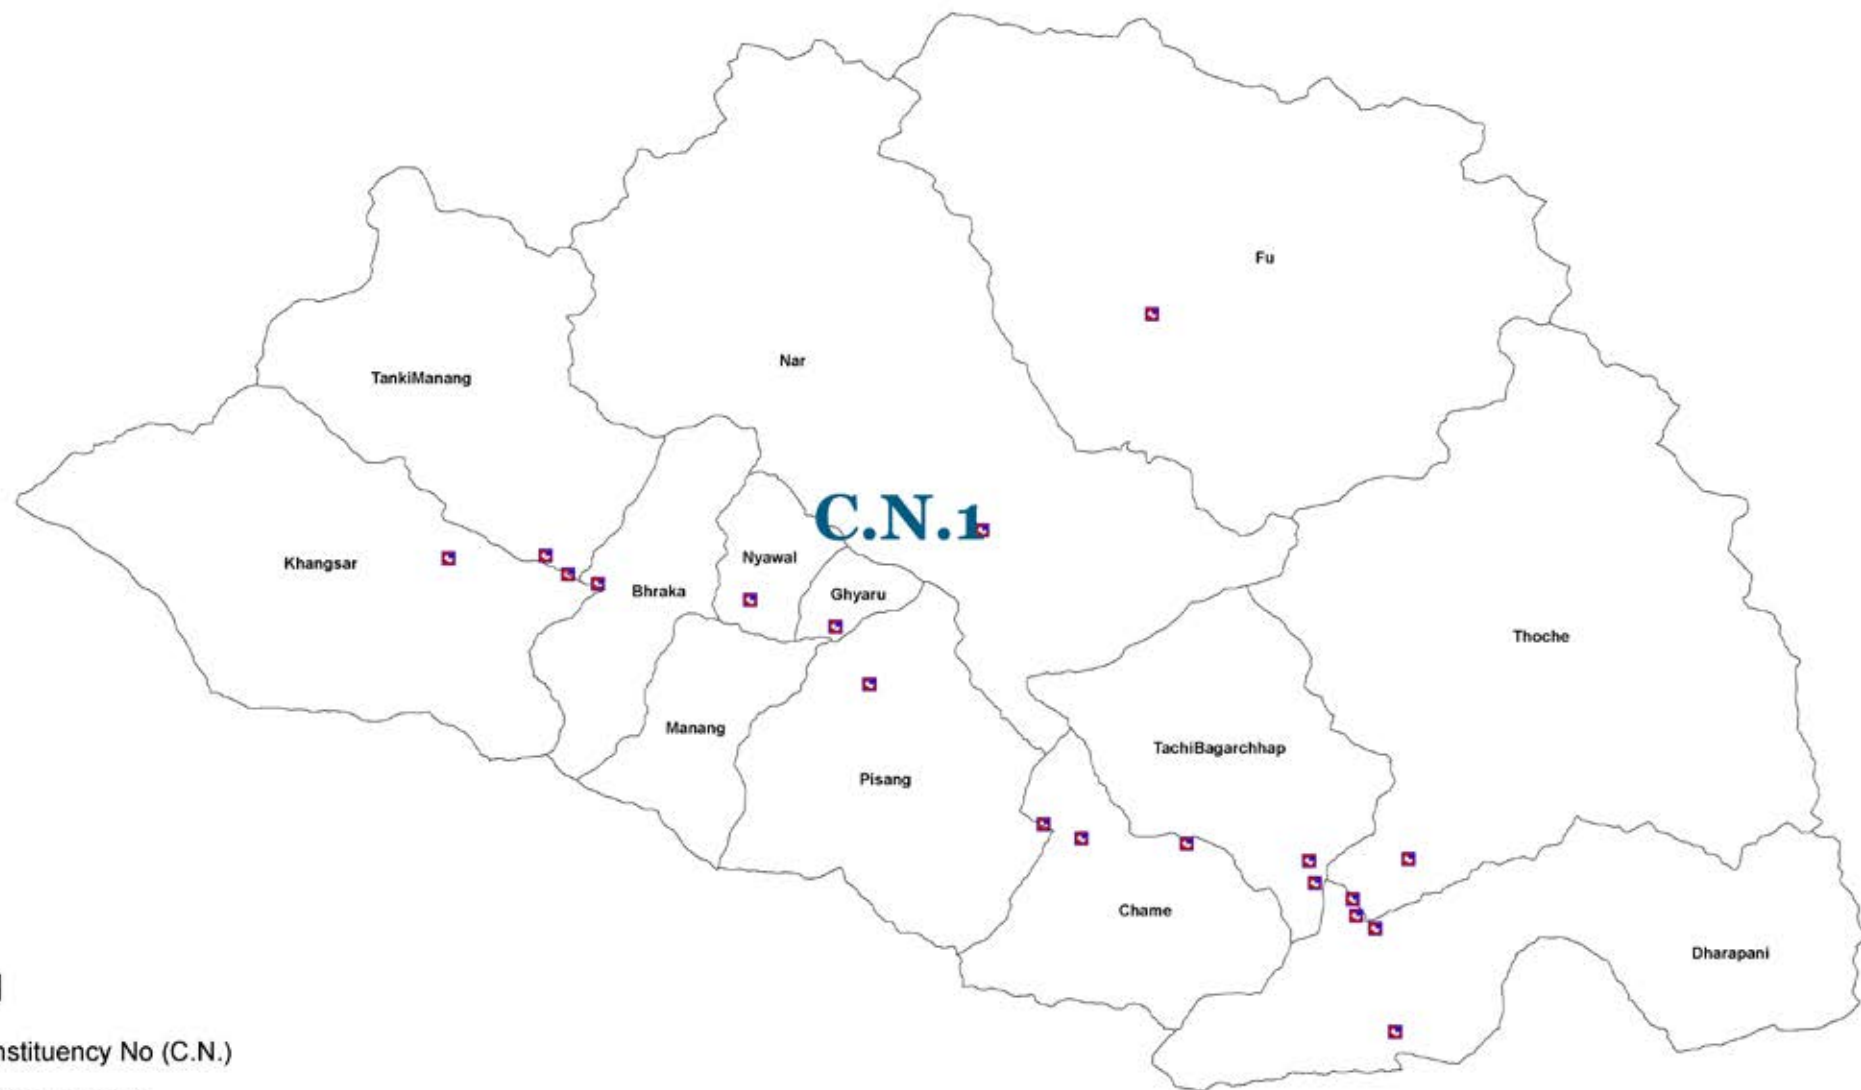 Fu
Nar
TankiManang
C.N.1
Khangsar
Nyawal
Bhraka
Ghyaru
Thoche
Manang
TachiBagarchhap
Pisang
Chame
Dharapani
nstituency No (C.N.)